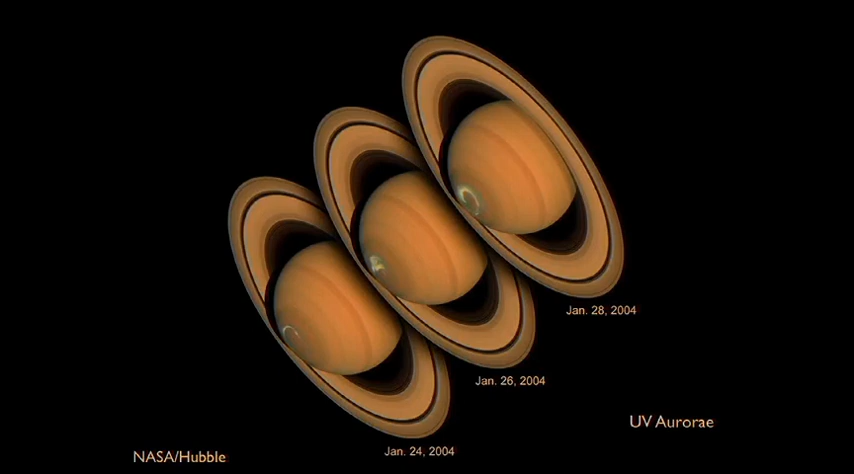 Jan. 28, 2004
Jan. 26, 2004
UV Aurorae
Jan. 24, 2004
NASA/Hubble